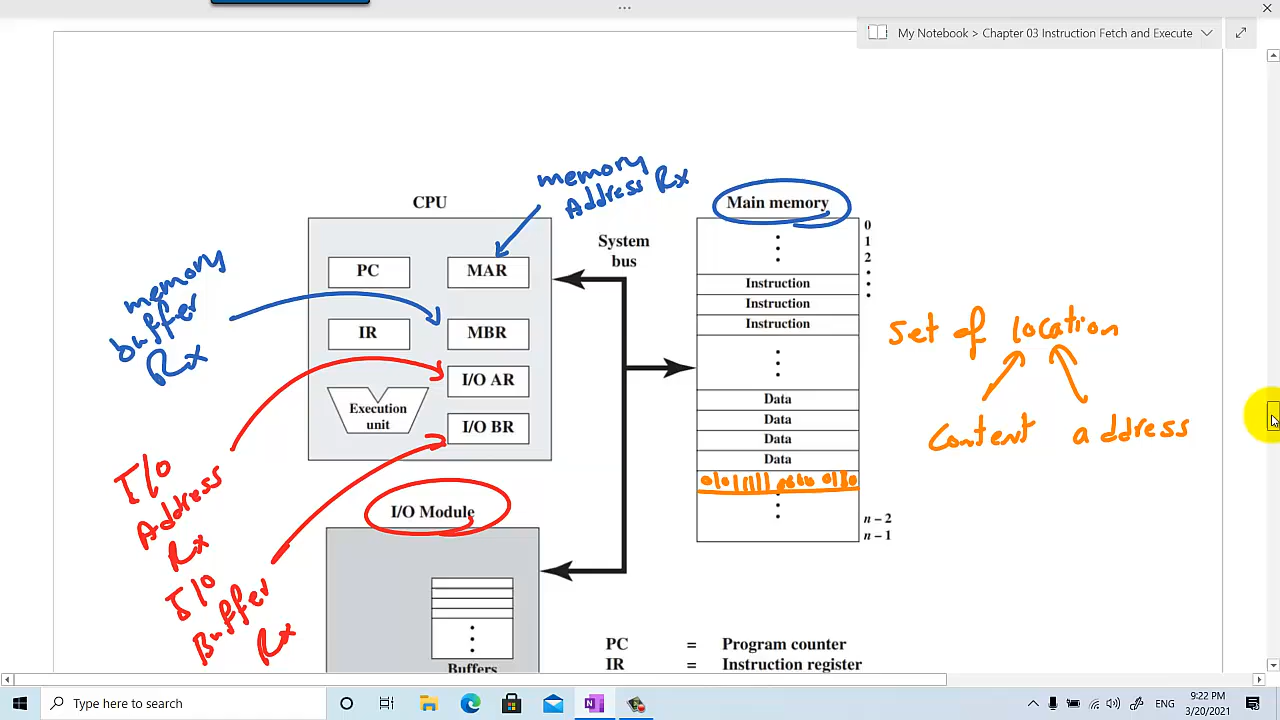 My Notebook > Chapter 03 Instruction Fetch and Execute
memory
Address Rx
CPU
Main memory
0
1
2
System
bus
PC
MAR
Instruction
Instruction
Instruction
memory
buffer
Rx
IR
MBR
set of location
I/O AR
Execution
unit
I/O BR
Data
Data
Data
Data
Content address
I/O
Address
Rx
I/O Module
n – 2
n – 1
I/O
Buffer
Rx
PC = Program counter
IR = Instruction register
Buffers
Type here to search
ENG
9:22 PM
3/20/2021